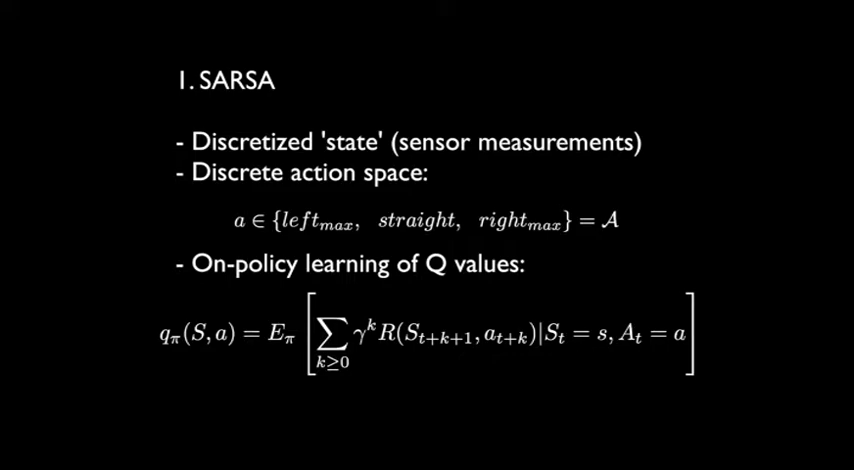 1. SARSA
- Discretized 'state' (sensor measurements)
- Discrete action space:
a ∈ {left_max, straight, right_max} = 𝒜
- On-policy learning of Q values:
q_π(S, a) = E_π [∑_{k≥0} γ^k R(S_{t+k+1}, a_{t+k})|S_t = s, A_t = a]